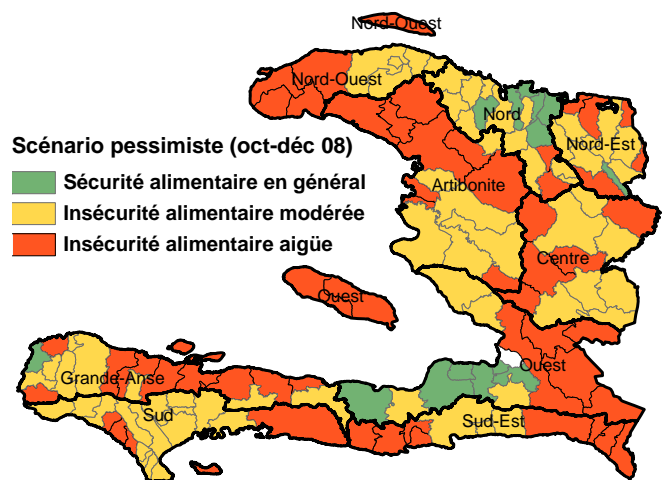 Nord-Ouest
Nord-Ouest
Nord
Nord-Est
Scénario pessimiste (oct-déc 08)
Sécurité alimentaire en général
Insécurité alimentaire modérée
Insécurité alimentaire aigüe
Artibonite
Centre
Ouest
Ouest
Grande-Anse
Sud
Sud-Est